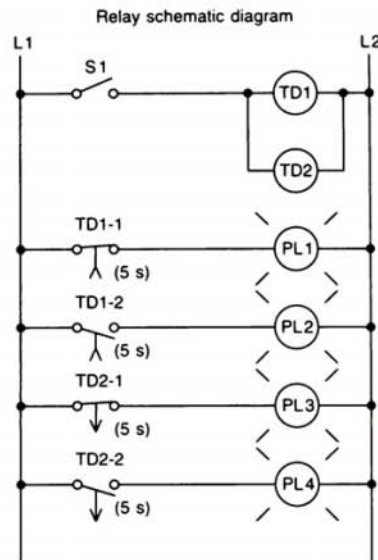 Relay schematic diagram
L1 L2
S1
TD1
TD2
TD1-1
PL1
(5 s)
TD1-2
PL2
(5 s)
TD2-1
PL3
(5 s)
TD2-2
PL4
(5 s)